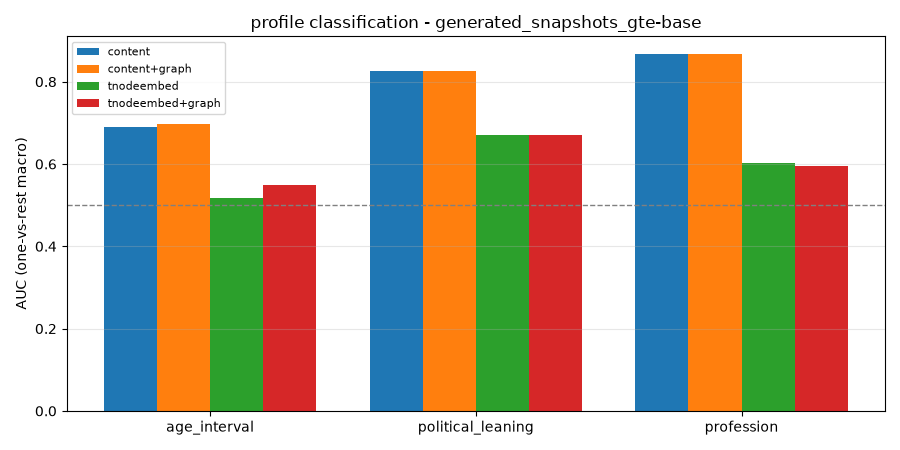 profile classification - generated_snapshots_gte-base
content
content+graph
tnodeembed
tnodeembed+graph
AUC (one-vs-rest macro)
0.8
0.6
0.4
0.2
0.0
age_interval
political_leaning
profession